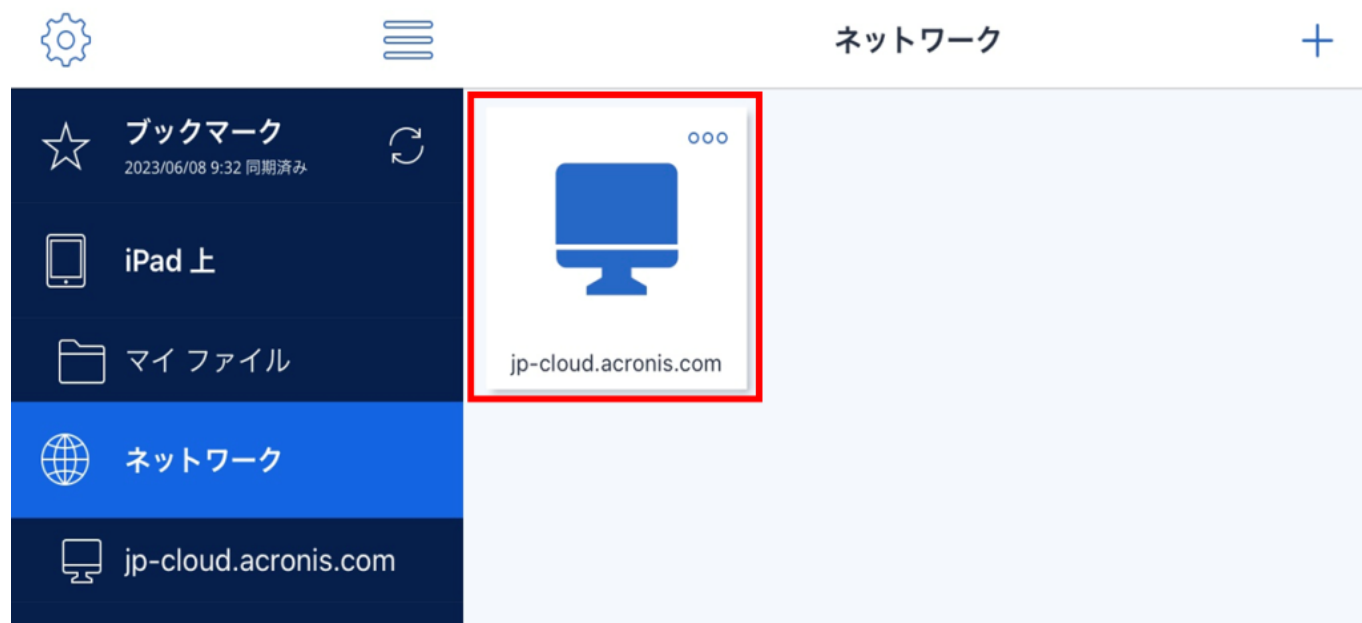 ネットワーク
ブックマーク
2023/06/08 9:32 同期済み
iPad 上
マイ ファイル
ネットワーク
jp-cloud.acronis.com
jp-cloud.acronis.com